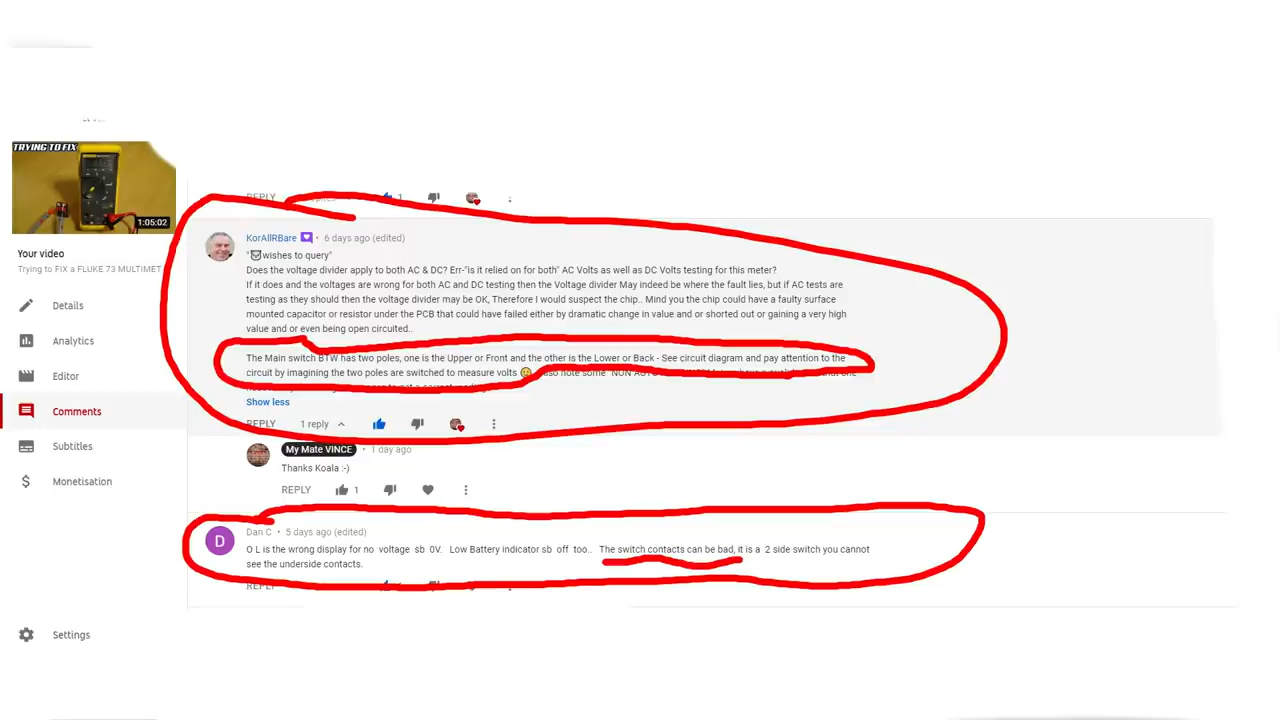 TRYING TO FIX
1:05:02
Your video
Trying to FIX a FLUKE 73 MULTIMET
Details
Analytics
Editor
Comments
Subtitles
Monetisation
Settings
REPLY
1
KorAllRBare 6 days ago (edited)
"🐨wishes to query"
Does the voltage divider apply to both AC & DC? Err-"is it relied on for both" AC Volts as well as DC Volts testing for this meter?
If it does and the voltages are wrong for both AC and DC testing then the Voltage divider May indeed be where the fault lies, but if AC tests are
testing as they should then the voltage divider may be OK, Therefore I would suspect the chip.. Mind you the chip could have a faulty surface
mounted capacitor or resistor under the PCB that could have failed either by dramatic change in value and or shorted out or gaining a very high
value and or even being open circuited..
The Main switch BTW has two poles, one is the Upper or Front and the other is the Lower or Back - See circuit diagram and pay attention to the
circuit by imagining the two poles are switched to measure volts 🙂 also note some "NON AUTO
Show less
REPLY 1 reply
My Mate VINCE 1 day ago
Thanks Koala :-)
REPLY 1
D
Dan C 5 days ago (edited)
O L is the wrong display for no voltage sb 0V. Low Battery indicator sb off too.. The switch contacts can be bad, it is a 2 side switch you cannot
see the underside contacts.
REPLY